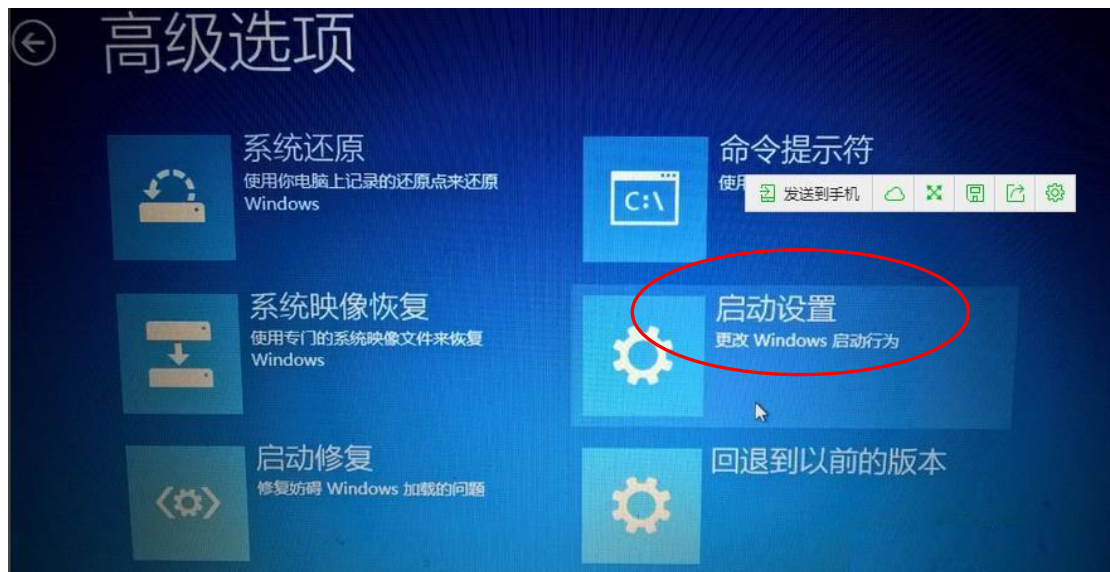 高级选项
系统还原
使用你电脑上记录的还原点来还原
Windows
命令提示符
使用
发送到手机
系统映像恢复
使用专门的系统映像文件来恢复
Windows
启动设置
更改 Windows 启动行为
C:\
启动修复
修复妨碍 Windows 加载的问题
回退到以前的版本